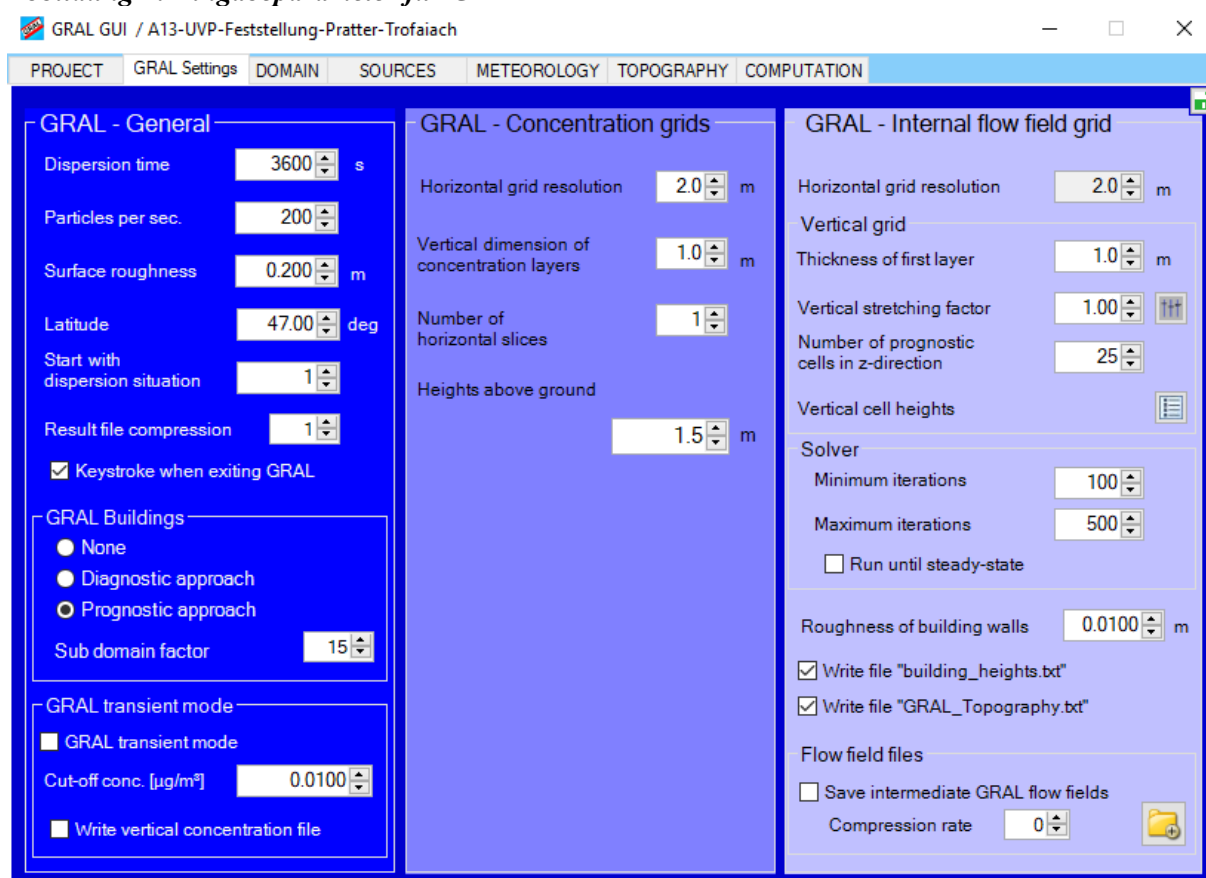 GRAL GUI / A13-UVP-Feststellung-Pratter-Trofaiach
PROJECT GRAL Settings DOMAIN SOURCES METEOROLOGY TOPOGRAPHY COMPUTATION
GRAL - General
Dispersion time 3600 s
Particles per sec. 200
Surface roughness 0.200 m
Latitude 47.00 deg
Start with
dispersion situation 1
Result file compression 1
Keystroke when exiting GRAL
GRAL Buildings
None
Diagnostic approach
Prognostic approach
Sub domain factor 15
GRAL transient mode
GRAL transient mode
Cut-off conc. [µg/m³] 0.0100
Write vertical concentration file
GRAL - Concentration grids
Horizontal grid resolution 2.0 m
Vertical dimension of
concentration layers 1.0 m
Number of
horizontal slices 1
Heights above ground
1.5 m
GRAL - Internal flow field grid
Horizontal grid resolution 2.0 m
Vertical grid
Thickness of first layer 1.0 m
Vertical stretching factor 1.00
Number of prognostic
cells in z-direction 25
Vertical cell heights
Solver
Minimum iterations 100
Maximum iterations 500
Run until steady-state
Roughness of building walls 0.0100 m
Write file "building_heights.txt"
Write file "GRAL_Topography.txt"
Flow field files
Save intermediate GRAL flow fields
Compression rate 0